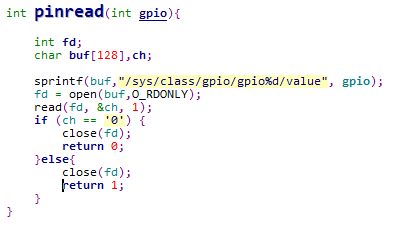 int pinread(int gpio){
int fd;
char buf[128],ch;
sprintf(buf,"/sys/class/gpio/gpio%d/value", gpio);
fd = open(buf,O_RDONLY);
read(fd, &ch, 1);
if (ch == '0') {
close(fd);
return 0;
}else{
close(fd);
return 1;
}
}